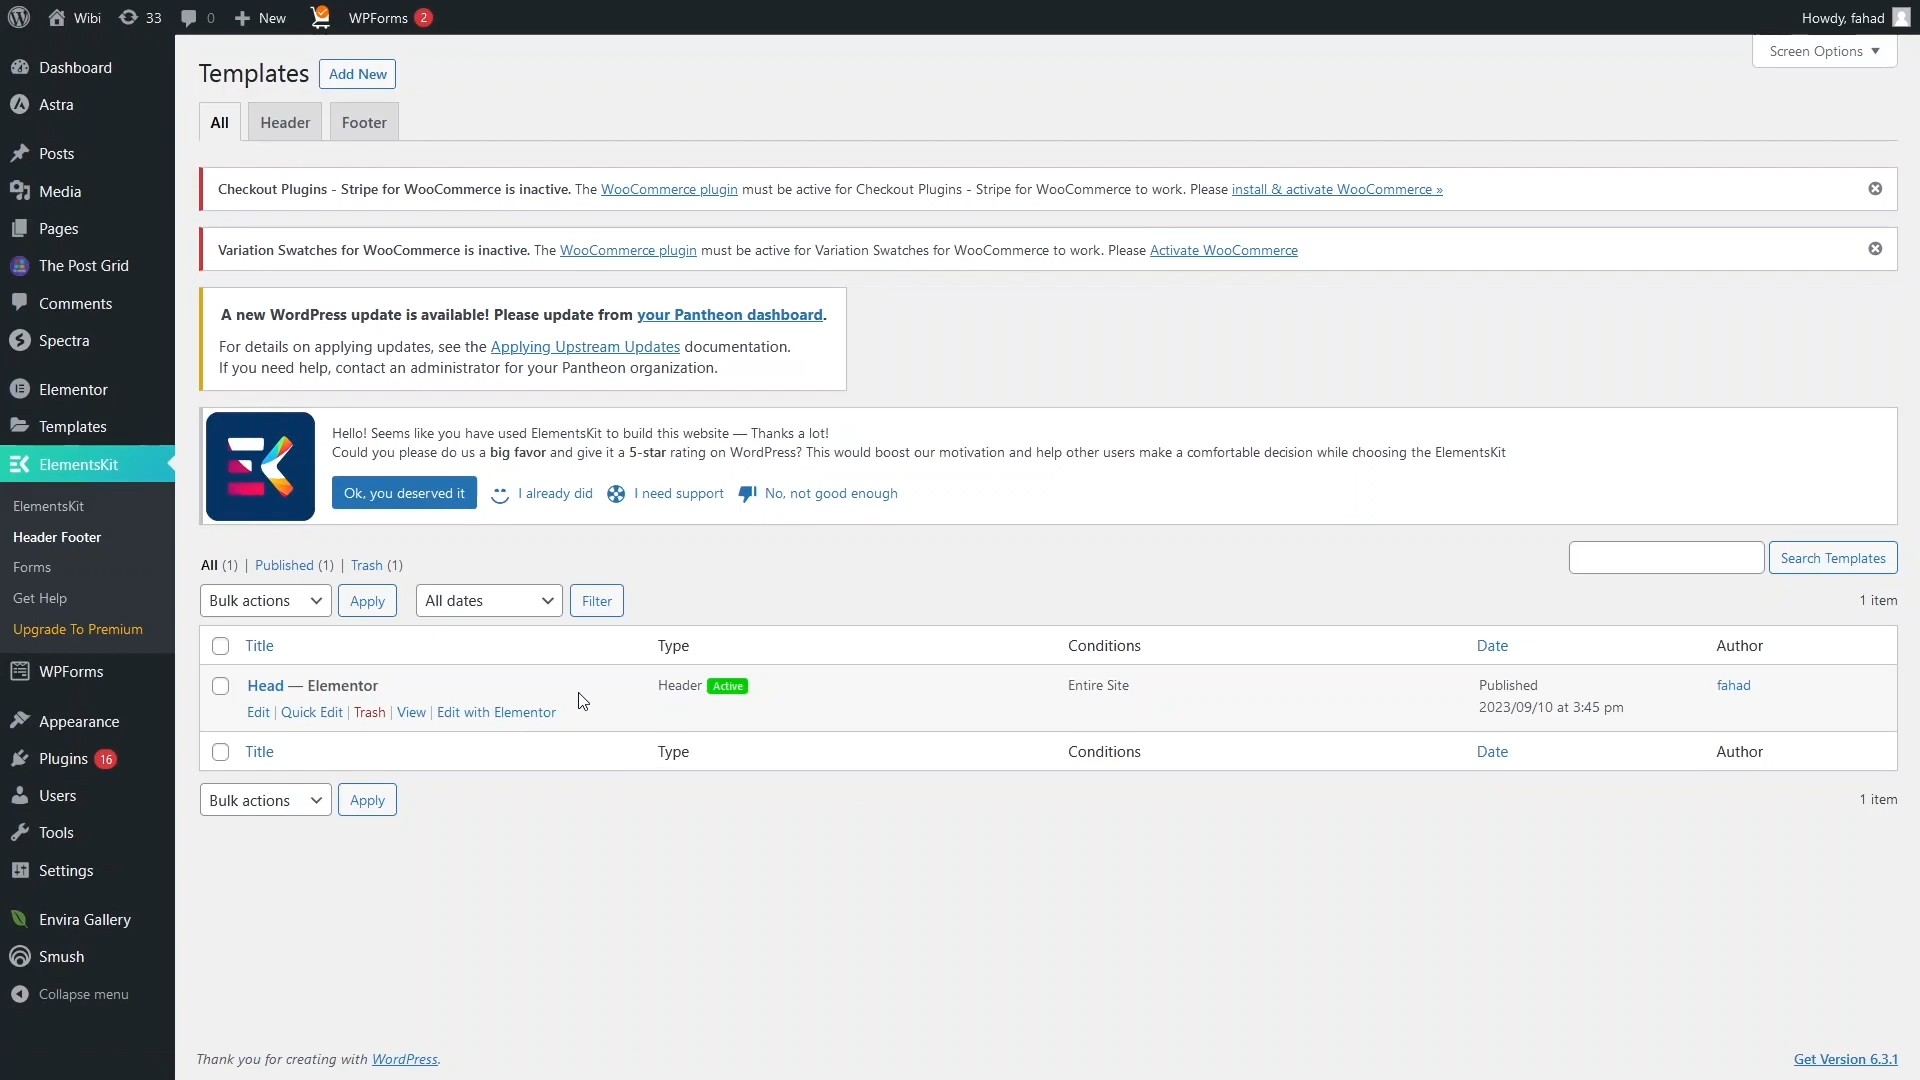 Wibi 33 0 New WPForms 2 Howdy, fahad
Screen Options
Dashboard
Astra
Posts
Media
Pages
The Post Grid
Comments
Spectra
Elementor
Templates
ElementsKit
ElementsKit
Header Footer
Forms
Get Help
Upgrade To Premium
WPForms
Appearance
Plugins 16
Users
Tools
Settings
Envira Gallery
Smush
Collapse menu
Templates Add New
All Header Footer
Checkout Plugins - Stripe for WooCommerce is inactive. The WooCommerce plugin must be active for Checkout Plugins - Stripe for WooCommerce to work. Please install & activate WooCommerce »
Variation Swatches for WooCommerce is inactive. The WooCommerce plugin must be active for Variation Swatches for WooCommerce to work. Please Activate WooCommerce
A new WordPress update is available! Please update from your Pantheon dashboard.
For details on applying updates, see the Applying Upstream Updates documentation.
If you need help, contact an administrator for your Pantheon organization.
Hello! Seems like you have used ElementsKit to build this website — Thanks a lot!
Could you please do us a big favor and give it a 5-star rating on WordPress? This would boost our motivation and help other users make a comfortable decision while choosing the ElementsKit
Ok, you deserved it I already did I need support No, not good enough
All (1) | Published (1) | Trash (1)
Search Templates
Bulk actions Apply All dates Filter 1 item
Title Type Conditions Date Author
Head — Elementor Header Active Entire Site Published fahad
Edit | Quick Edit | Trash | View | Edit with Elementor 2023/09/10 at 3:45 pm
Title Type Conditions Date Author
Bulk actions Apply 1 item
Thank you for creating with WordPress. Get Version 6.3.1